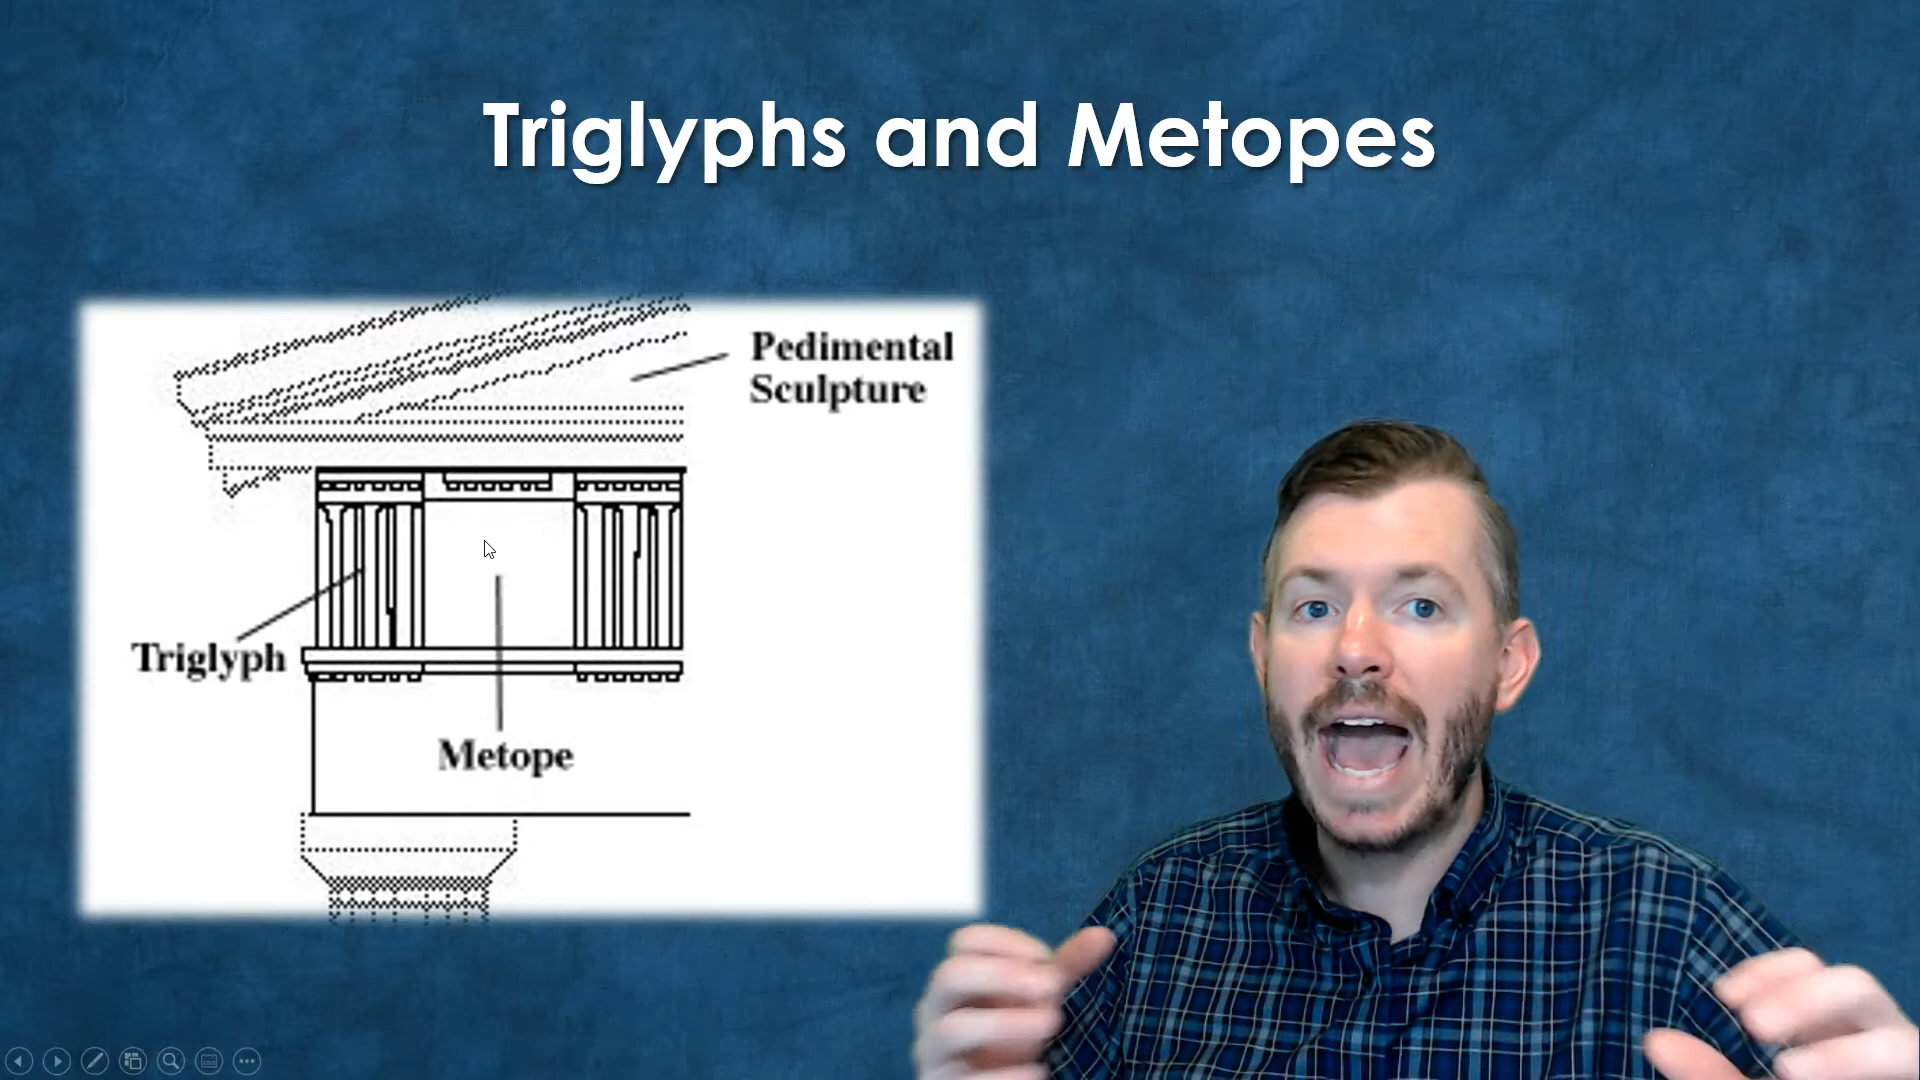 Triglyphs and Metopes
Pedimental
Sculpture
Triglyph
Metope